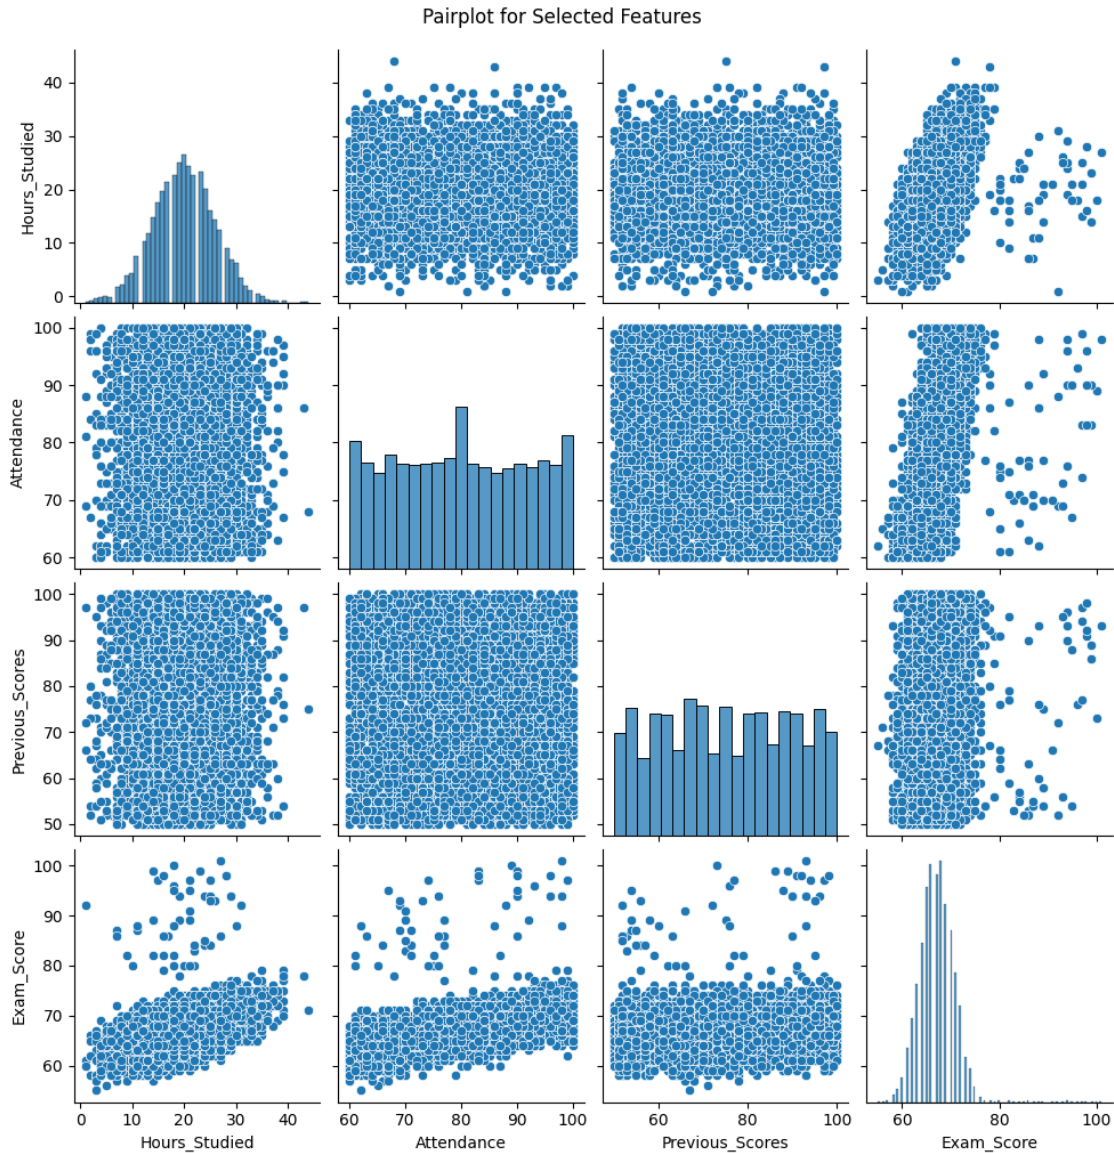 Pairplot for Selected Features
Hours_Studied
40
30
20
10
0
Attendance
100
90
80
70
60
Previous_Scores
100
90
80
70
60
50
Exam_Score
100
90
80
70
60
0 10 20 30 40
Hours_Studied
60 70 80 90 100
Attendance
60 80 100
Previous_Scores
60 80 100
Exam_Score